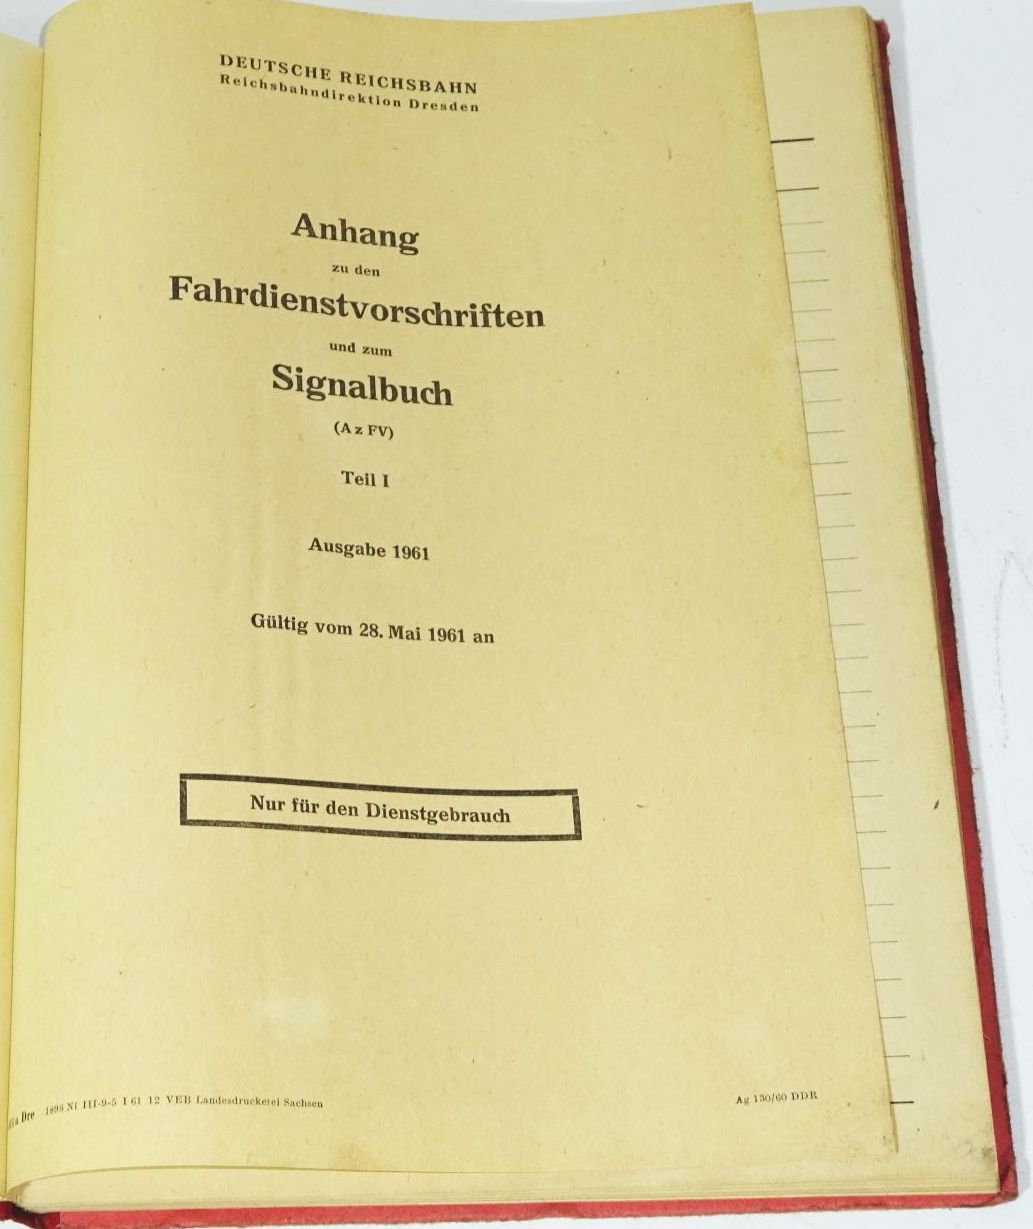 DEUTSCHE REICHSBAHN
Reichsbahndirektion Dresden
Anhang
zu den
Fahrdienstvorschriften
und zum
Signalbuch
(A z FV)
Teil I
Ausgabe 1961
Gültig vom 28. Mai 1961 an
Nur für den Dienstgebrauch
Dre 1898 Nt III-9-5 I 61 12 VEB Landesdruckerei Sachsen
Ag 130/60 DDR